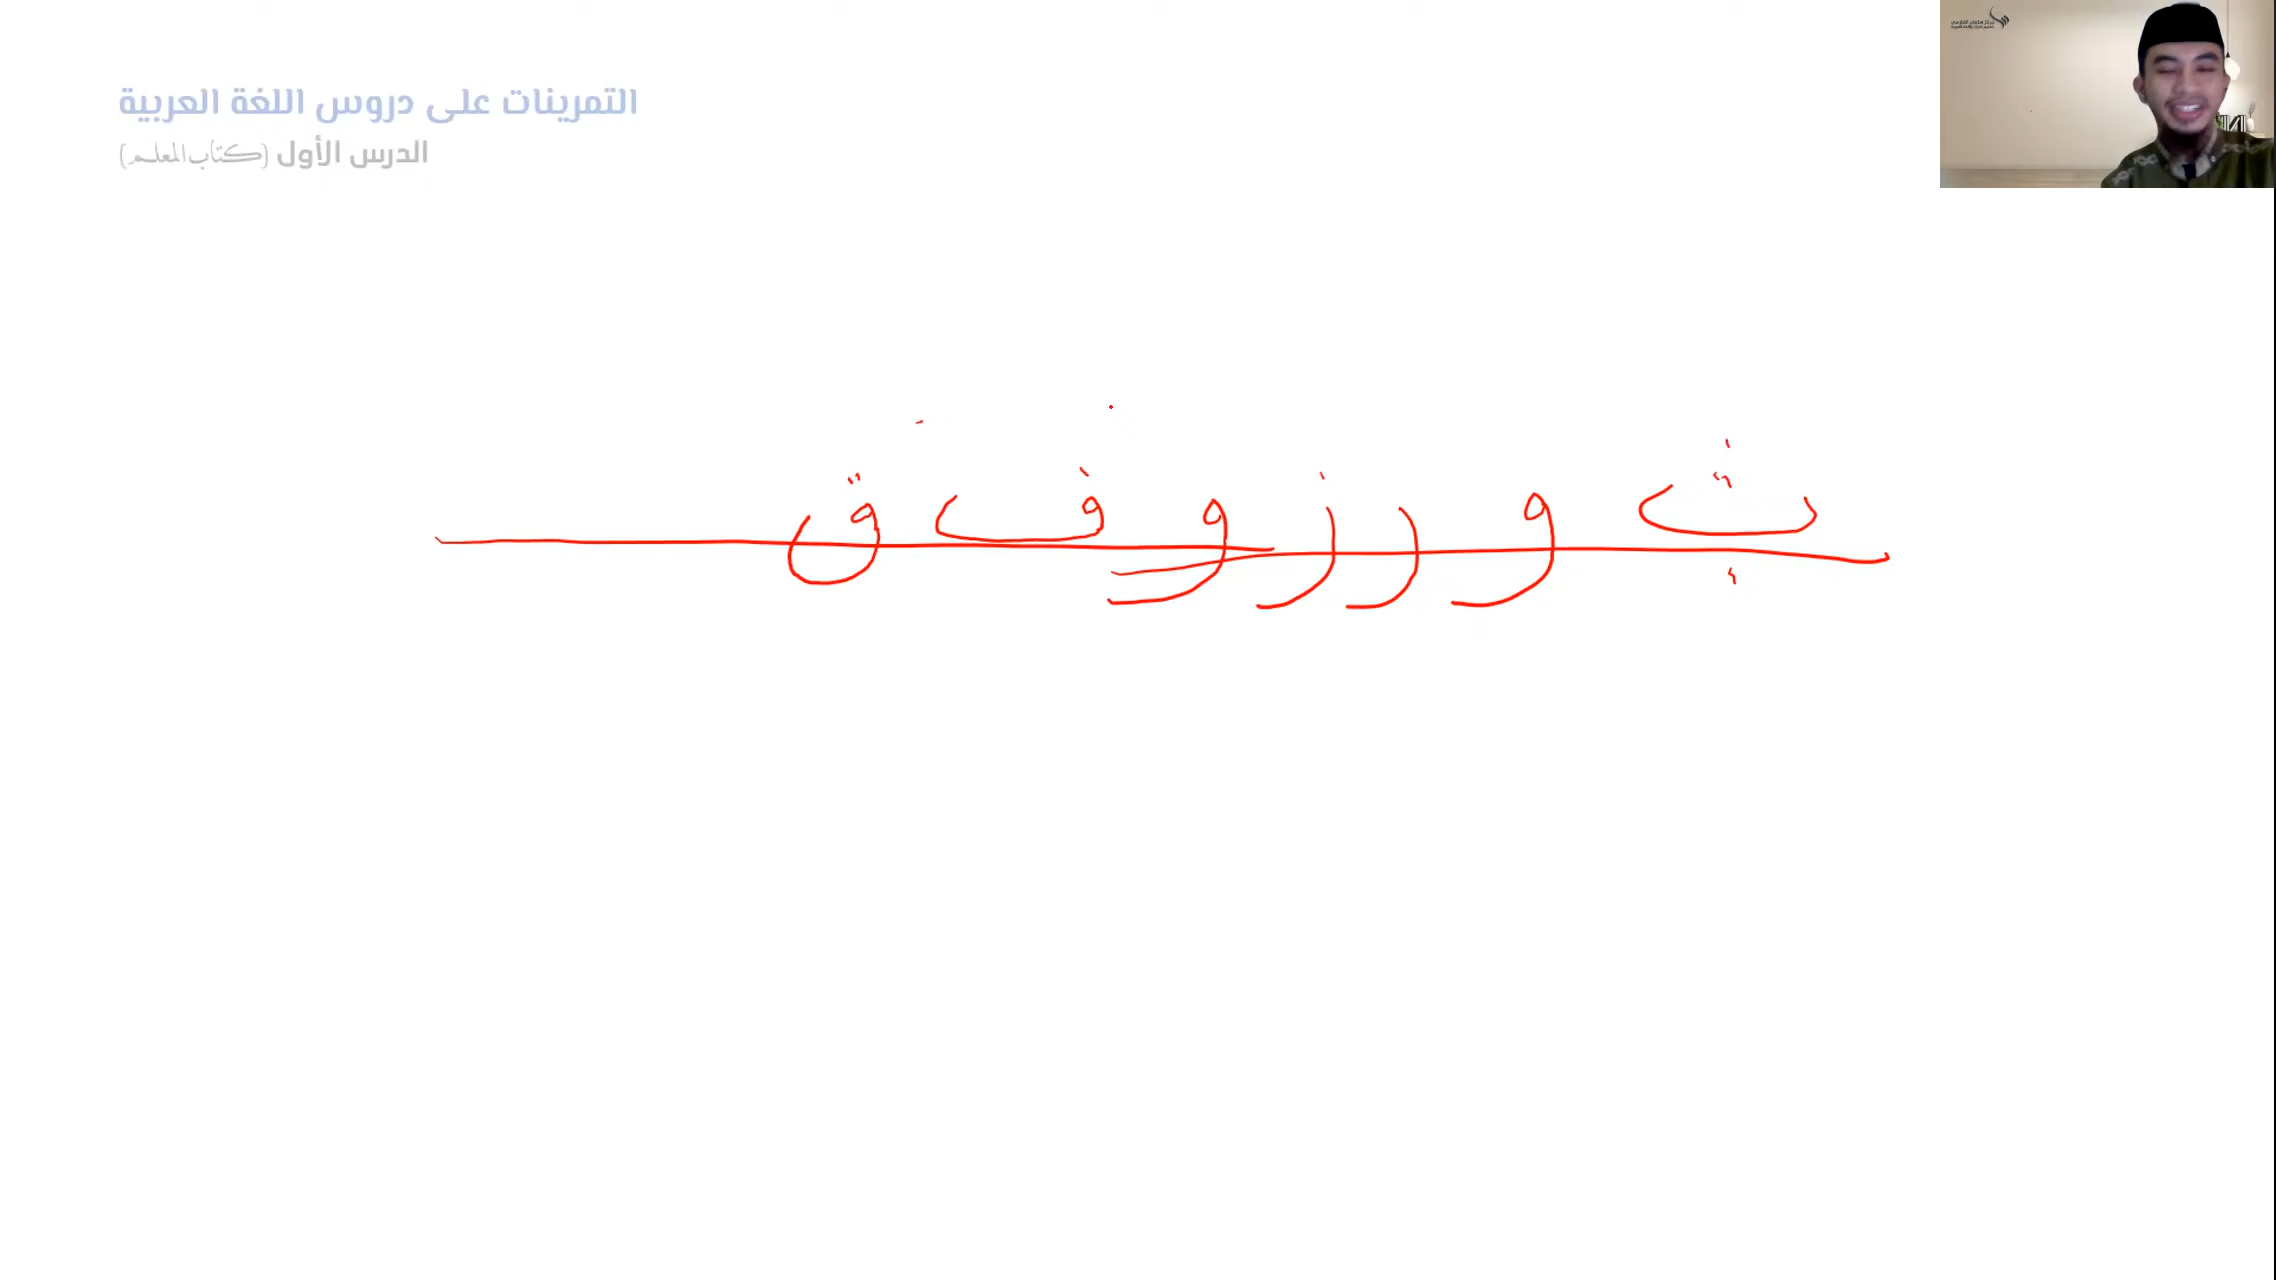 التمرينات على دروس اللغة العربية
الدرس الأول (كتاب المعلم)
و ر ز و ف ق